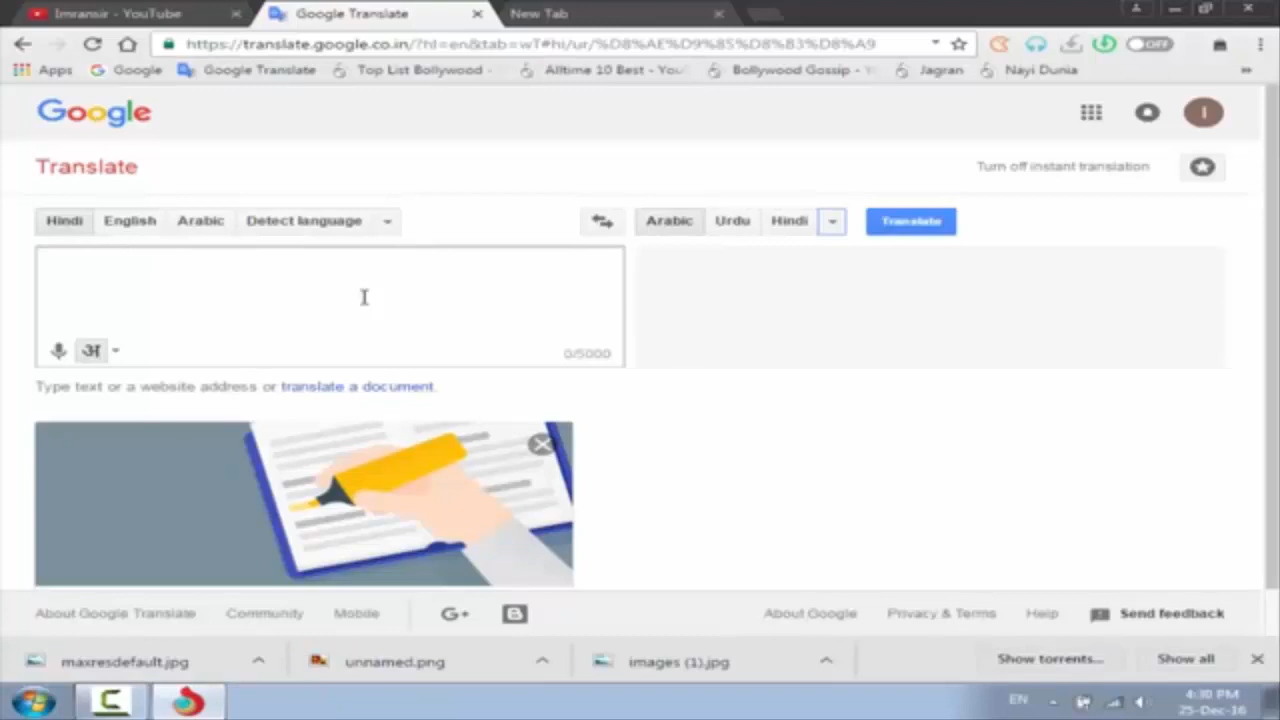 Imransir - YouTube
Google Translate
New Tab
https://translate.google.co.in/?hl=en&tab=wT#hi/ur/%D8%AE%D9%85%D8%B3%D8%A9
OFF
Apps
Google
Google Translate
Top List Bollywood -
Alltime 10 Best - You
Bollywood Gossip - Y
Jagran
Nayi Dunia
»
Google
I
Translate
Turn off instant translation
Hindi English Arabic Detect language
Arabic Urdu Hindi
Translate
अ
0/5000
Type text or a website address or translate a document.
About Google Translate
Community
Mobile
G+
B
About Google
Privacy & Terms
Help
Send feedback
maxresdefault.jpg
unnamed.png
images (1).jpg
Show torrents...
Show all
C
EN
4:30 PM
25-Dec-16